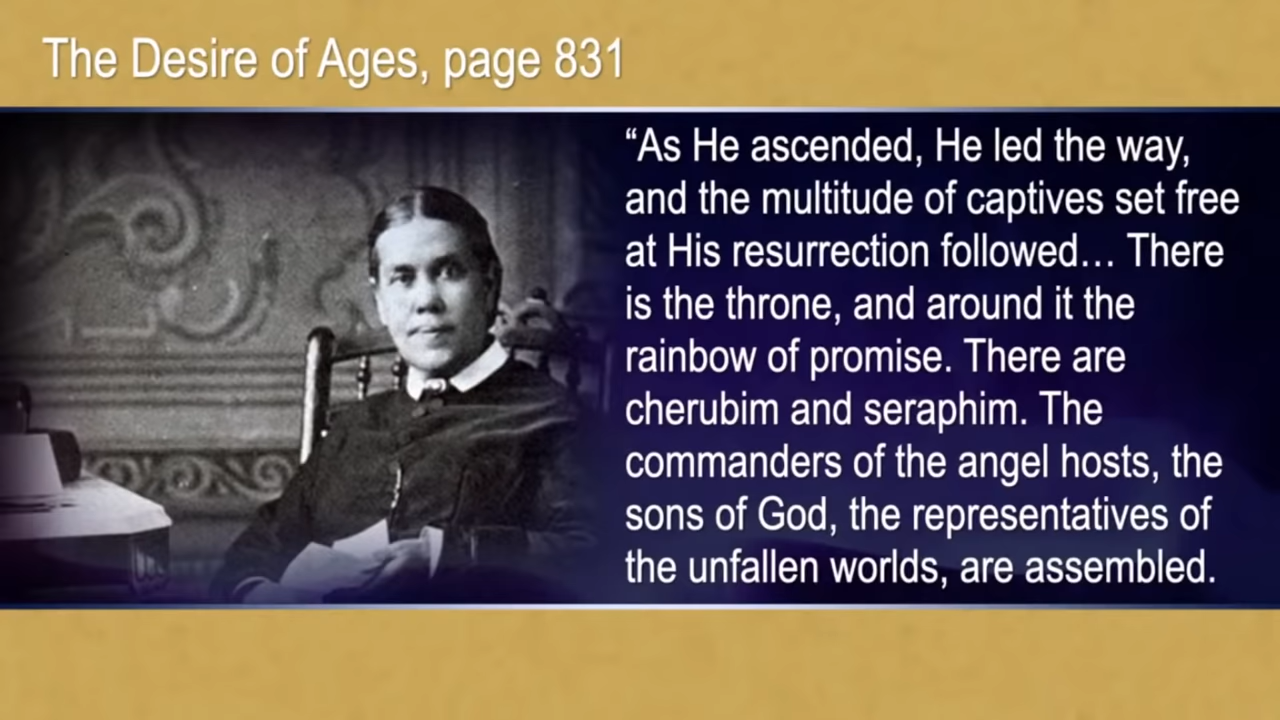 The Desire of Ages, page 831
“As He ascended, He led the way,
and the multitude of captives set free
at His resurrection followed… There
is the throne, and around it the
rainbow of promise. There are
cherubim and seraphim. The
commanders of the angel hosts, the
sons of God, the representatives of
the unfallen worlds, are assembled.